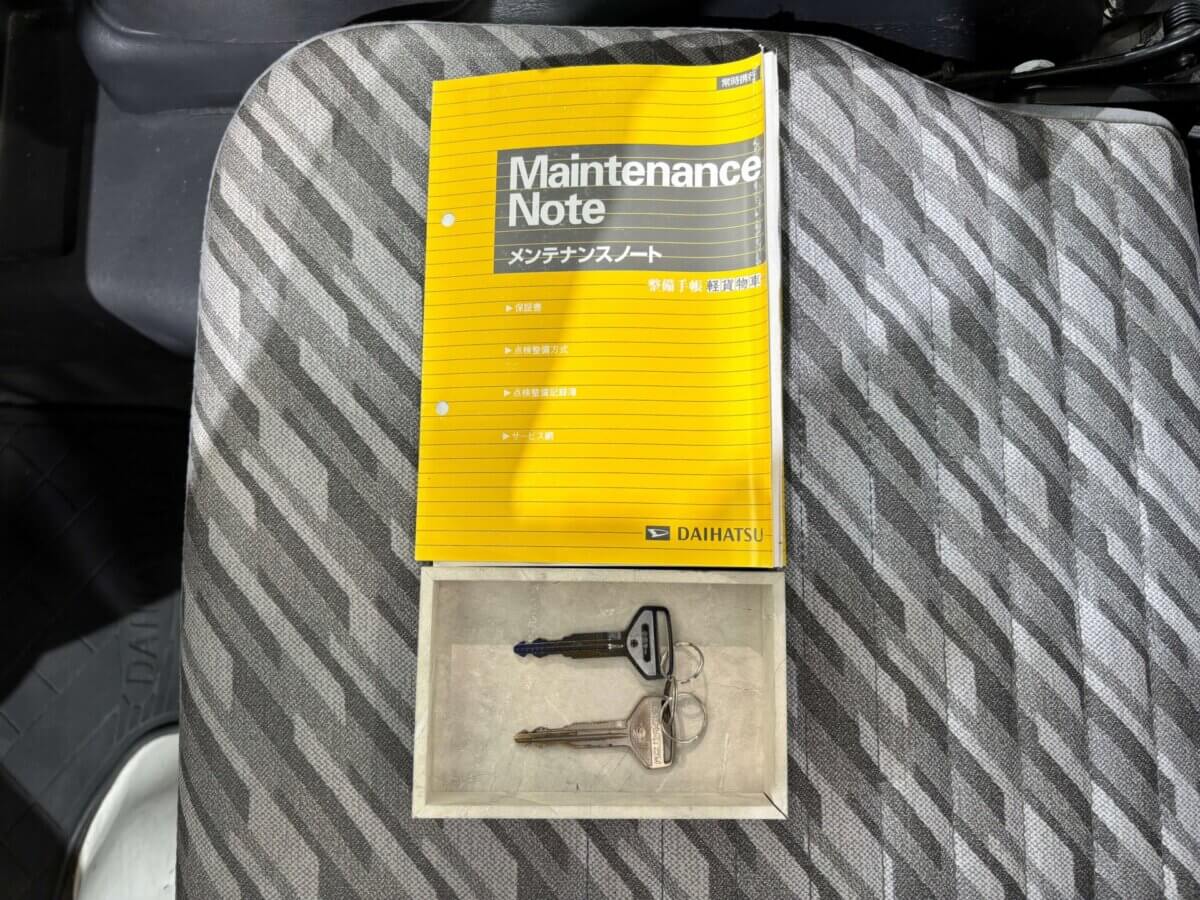 常時携行
Maintenance
Note
メンテナンスノート
整備手帳 軽貨物車
▶保証書
▶点検整備方式
▶点検整備記録簿
▶サービス網
DAIHATSU
DAI